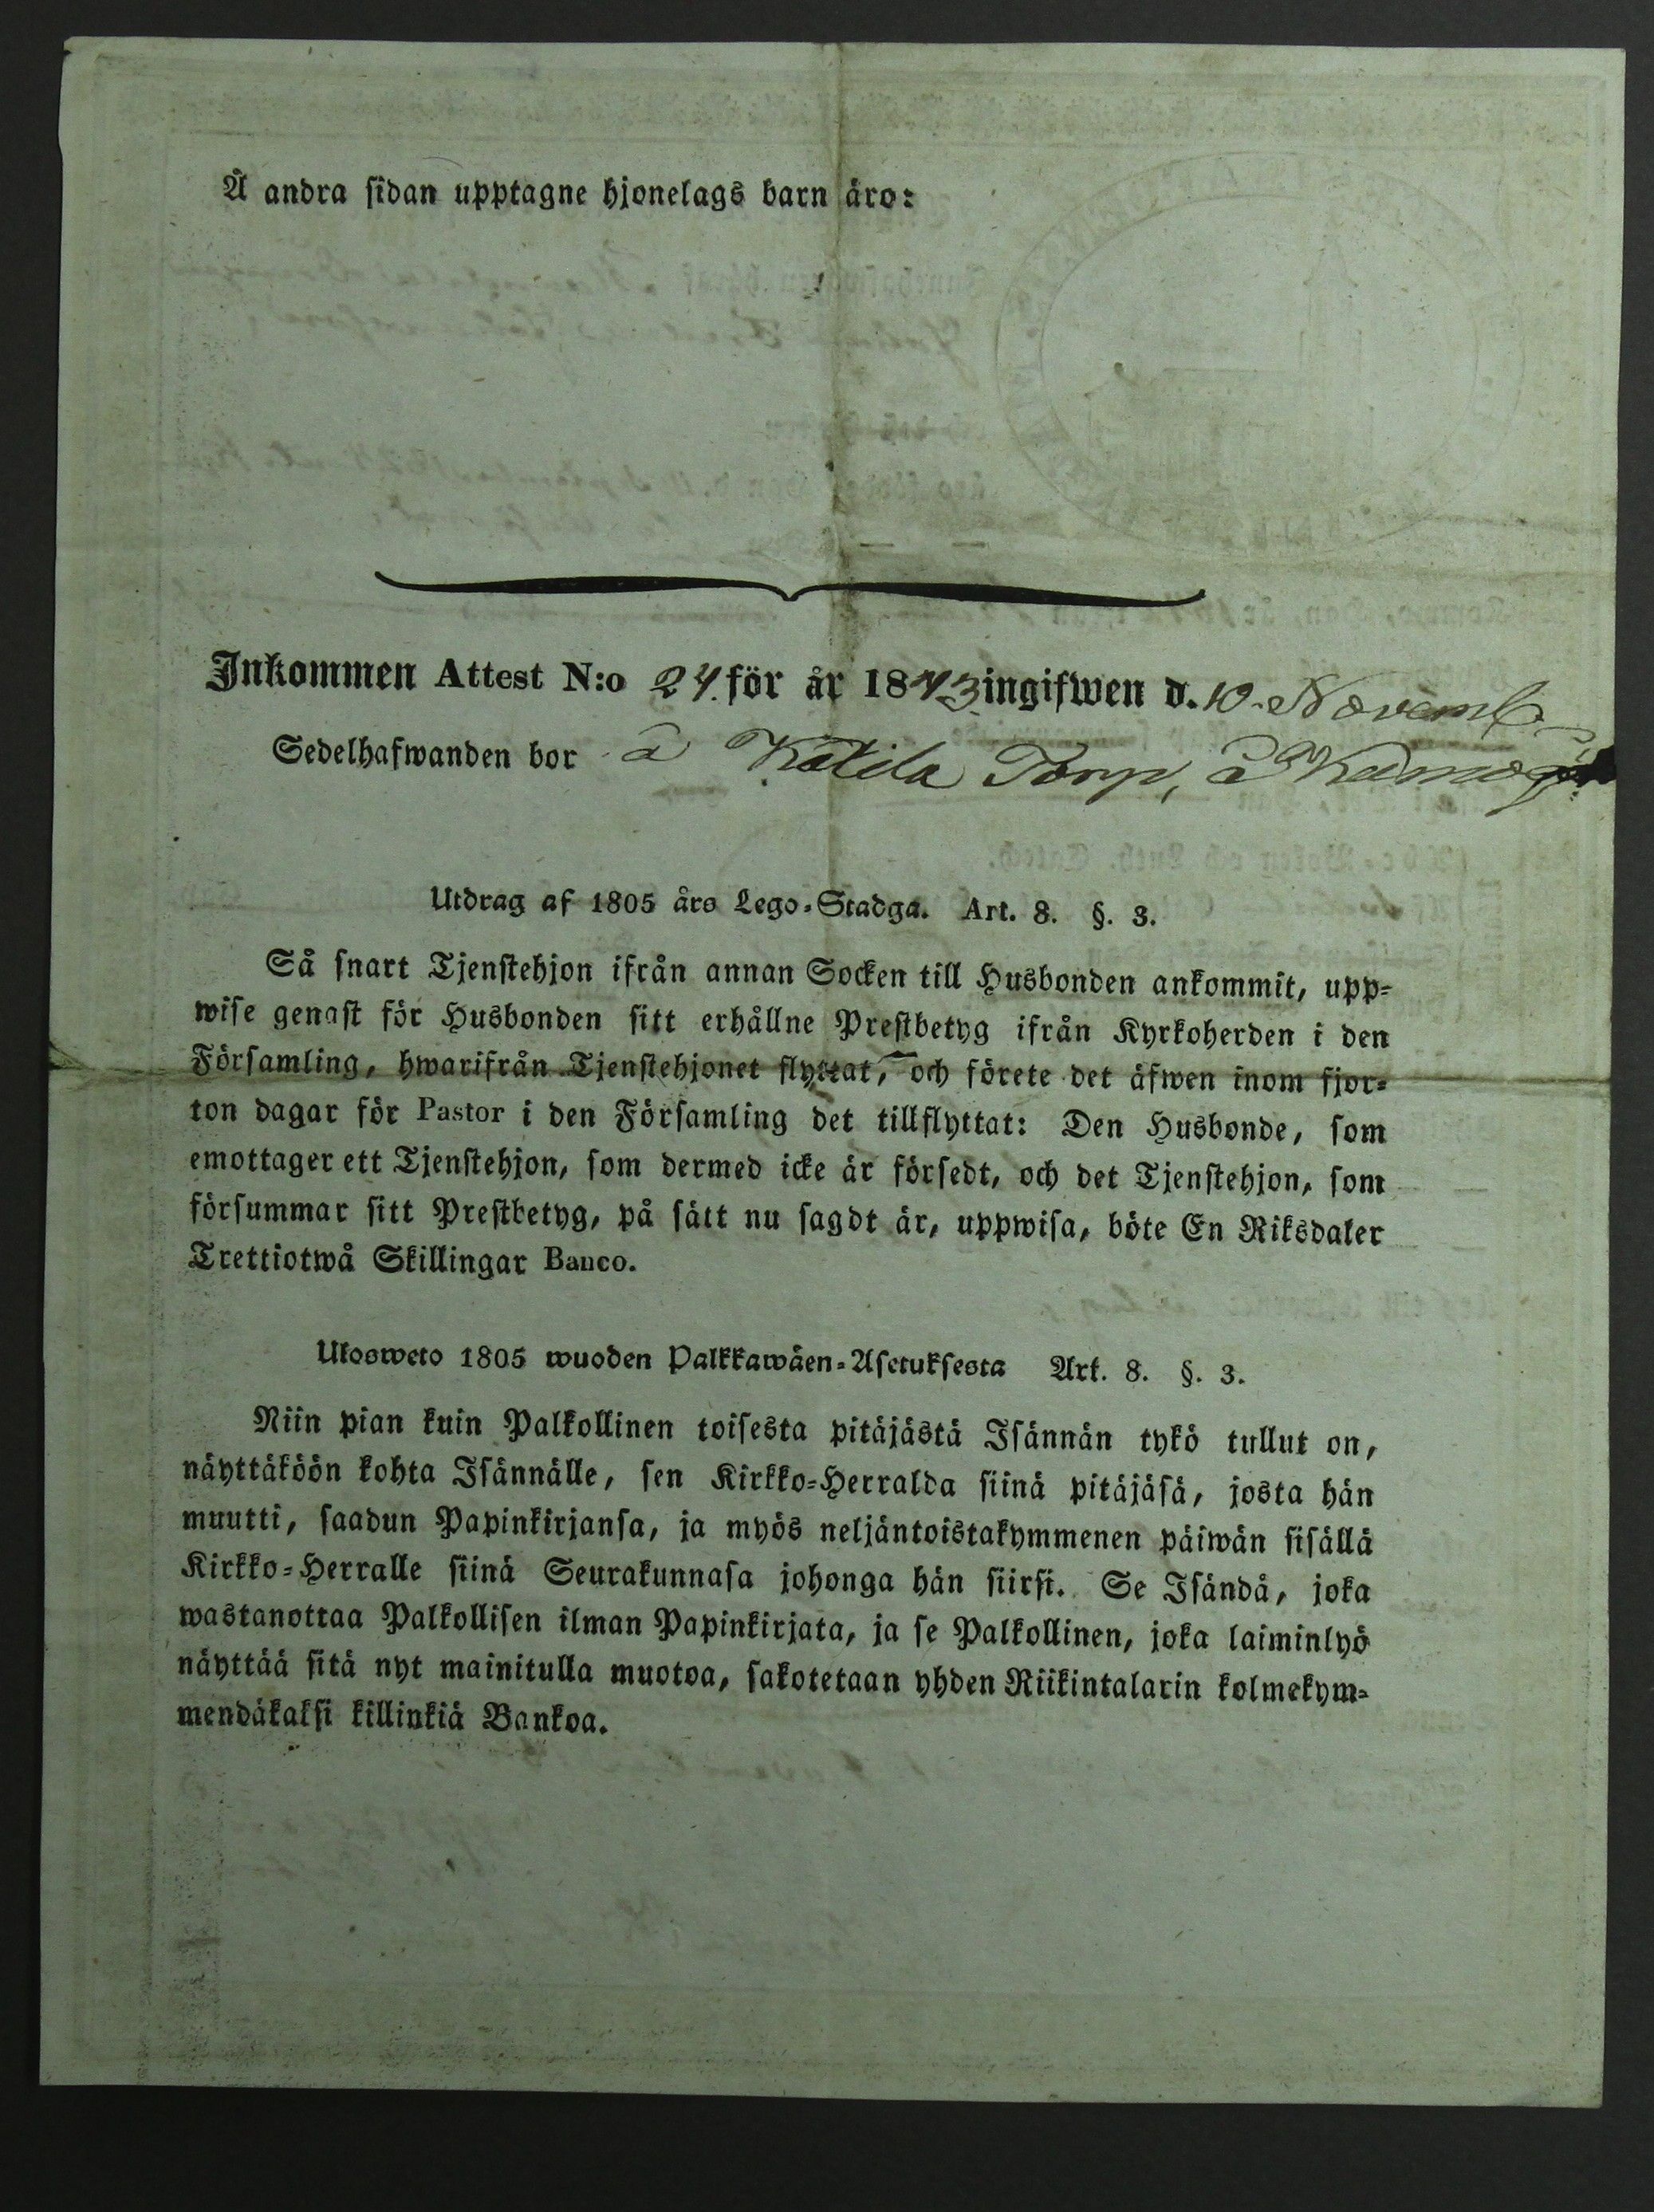 Å andra sidan upptagne hjonelags barn äro:
Inkommen Attest N:o 24. för år 1843 ingifwen d. 10. Novemb
Sedelhafwanden bor å Kätilä Torp, å
Utdrag af 1805 års Lego-Stadga. Art. 8. §. 3.
Så snart Tjenstehjon ifrån annan Socken till Husbonden ankommit, upp-
wise genast för Husbonden sitt erhållne Prestbetyg ifrån Kyrkoherden i den
Församling, hwarifrån Tjenstehjonet flyttat, och förete det äfwen inom fjor-
ton dagar för Pastor i den Församling det tillflyttat: Den Husbonde, som
emottager ett Tjenstehjon, som dermed icke är försedt, och det Tjenstehjon, som
försummar sitt Prestbetyg, på sätt nu sagdt är, uppwisa, böte En Riksdaler
Trettiotwå Skillingar Banco.
Ulosweto 1805 wuoden Palkkawäen-Asetuksesta Art. 8. §. 3.
Niin pian kuin Palkollinen toisesta pitäjästä Isännän tykö tullut on,
näyttäköön kohta Isännälle, sen Kirkko-Herralda siinä pitäjäsä, josta hän
muutti, saadun Papinkirjansa, ja myös neljäntoistakymmenen päiwän sisällä
Kirkko-Herralle siinä Seurakunnasa johonga hän siirsi. Se Isändä, joka
wastanottaa Palkollisen ilman Papinkirjata, ja se Palkollinen, joka laiminlyö
näyttää sitä nyt mainitulla muotoa, sakotetaan yhden Riikintalarin kolmekym-
mendäkaksi killinkiä Bankoa.